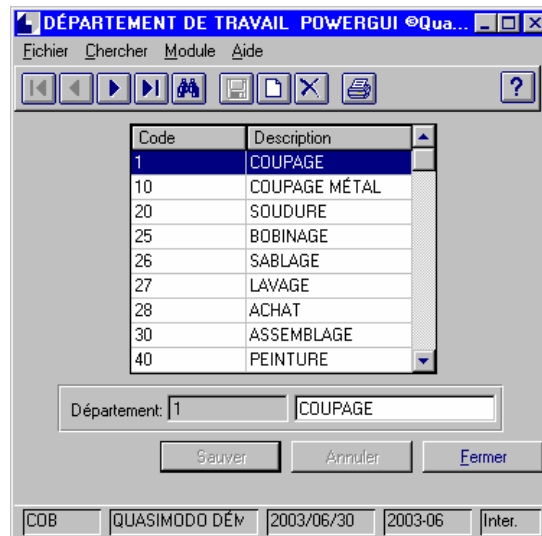 DÉPARTEMENT DE TRAVAIL POWERGUI ©Qua...
Fichier Chercher Module Aide
?
Code Description
1 COUPAGE
10 COUPAGE MÉTAL
20 SOUDURE
25 BOBINAGE
26 SABLAGE
27 LAVAGE
28 ACHAT
30 ASSEMBLAGE
40 PEINTURE
Département: 1 COUPAGE
Sauver Annuler Fermer
COB QUASIMODO DÉM 2003/06/30 2003-06 Inter.